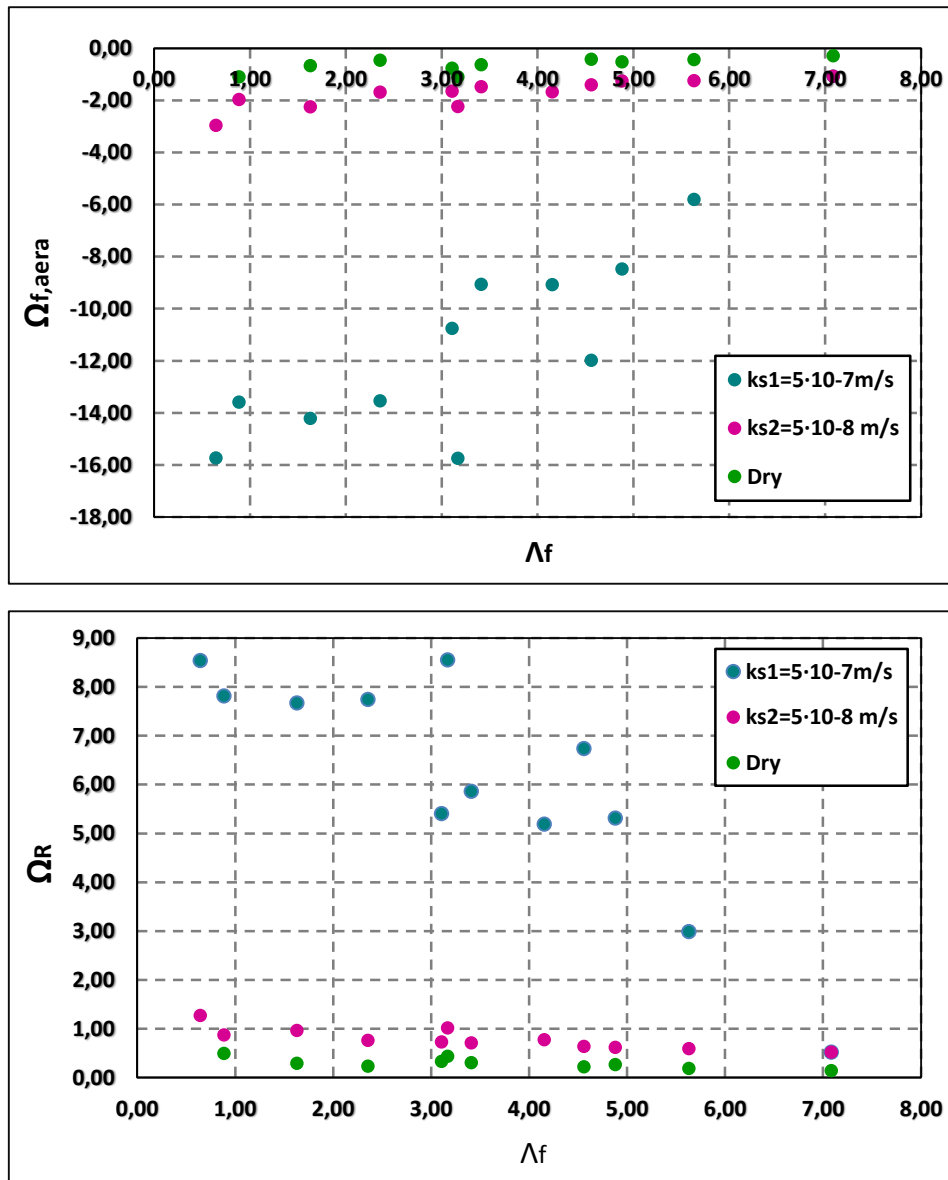 0,00
0,00 1,00 2,00 3,00 4,00 5,00 6,00 7,00 8,00
-2,00
-4,00
-6,00
-8,00
-10,00
-12,00
-14,00
-16,00
-18,00
Ωf,aera
ks1=5·10-7m/s
ks2=5·10-8 m/s
Dry
Λf
9,00
8,00
7,00
6,00
5,00
4,00
3,00
2,00
1,00
0,00
ΩR
ks1=5·10-7m/s
ks2=5·10-8 m/s
Dry
0,00 1,00 2,00 3,00 4,00 5,00 6,00 7,00 8,00
Λf